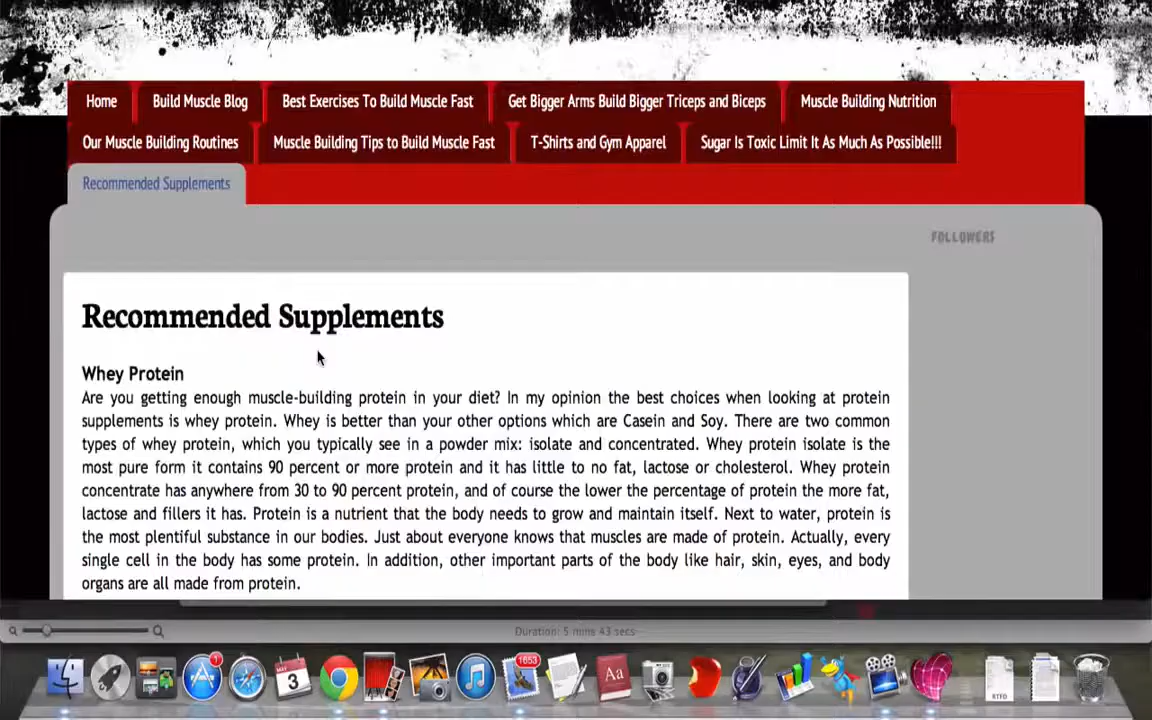 Home Build Muscle Blog Best Exercises To Build Muscle Fast Get Bigger Arms Build Bigger Triceps and Biceps Muscle Building Nutrition
Our Muscle Building Routines Muscle Building Tips to Build Muscle Fast T-Shirts and Gym Apparel Sugar Is Toxic Limit It As Much As Possible!!!
Recommended Supplements
FOLLOWERS
Recommended Supplements
Whey Protein
Are you getting enough muscle-building protein in your diet? In my opinion the best choices when looking at protein
supplements is whey protein. Whey is better than your other options which are Casein and Soy. There are two common
types of whey protein, which you typically see in a powder mix: isolate and concentrated. Whey protein isolate is the
most pure form it contains 90 percent or more protein and it has little to no fat, lactose or cholesterol. Whey protein
concentrate has anywhere from 30 to 90 percent protein, and of course the lower the percentage of protein the more fat,
lactose and fillers it has. Protein is a nutrient that the body needs to grow and maintain itself. Next to water, protein is
the most plentiful substance in our bodies. Just about everyone knows that muscles are made of protein. Actually, every
single cell in the body has some protein. In addition, other important parts of the body like hair, skin, eyes, and body
organs are all made from protein.
Duration: 5 mins 43 secs
1
3
1653
Aa
RTFD